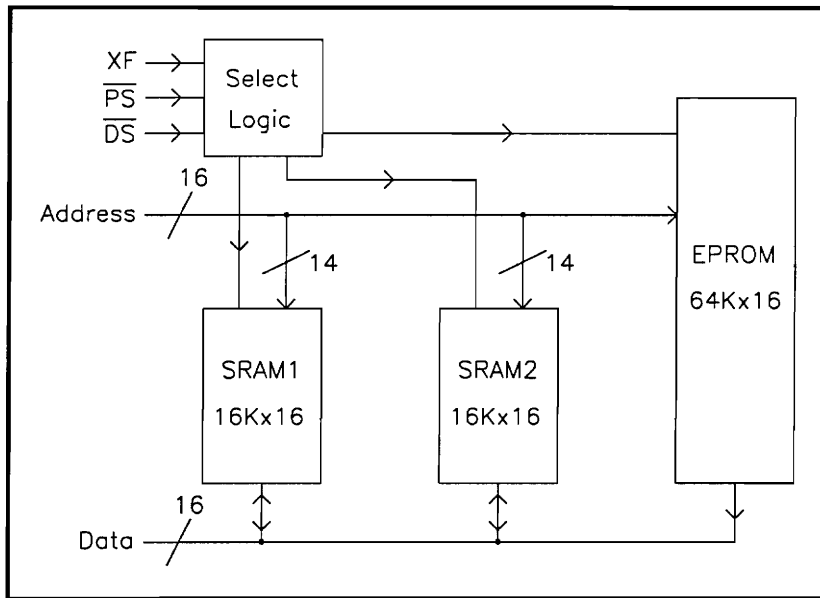 XF
PS
DS
Select
Logic
16
Address
14
14
EPROM
64Kx16
SRAM1
16Kx16
SRAM2
16Kx16
16
Data